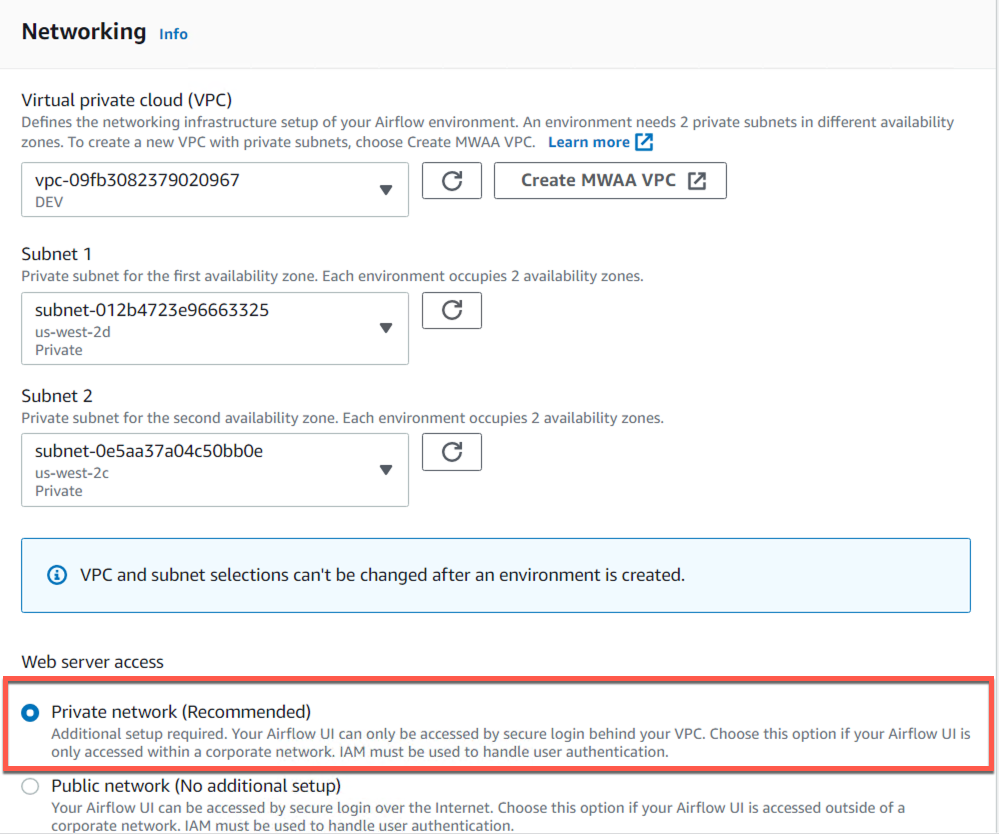 Networking Info
Virtual private cloud (VPC)
Defines the networking infrastructure setup of your Airflow environment. An environment needs 2 private subnets in different availability
zones. To create a new VPC with private subnets, choose Create MWAA VPC. Learn more
vpc-09fb3082379020967
DEV
Create MWAA VPC
Subnet 1
Private subnet for the first availability zone. Each environment occupies 2 availability zones.
subnet-012b4723e96663325
us-west-2d
Private
Subnet 2
Private subnet for the second availability zone. Each environment occupies 2 availability zones.
subnet-0e5aa37a04c50bb0e
us-west-2c
Private
VPC and subnet selections can't be changed after an environment is created.
Web server access
Private network (Recommended)
Additional setup required. Your Airflow UI can only be accessed by secure login behind your VPC. Choose this option if your Airflow UI is
only accessed within a corporate network. IAM must be used to handle user authentication.
Public network (No additional setup)
Your Airflow UI can be accessed by secure login over the Internet. Choose this option if your Airflow UI is accessed outside of a
corporate network. IAM must be used to handle user authentication.